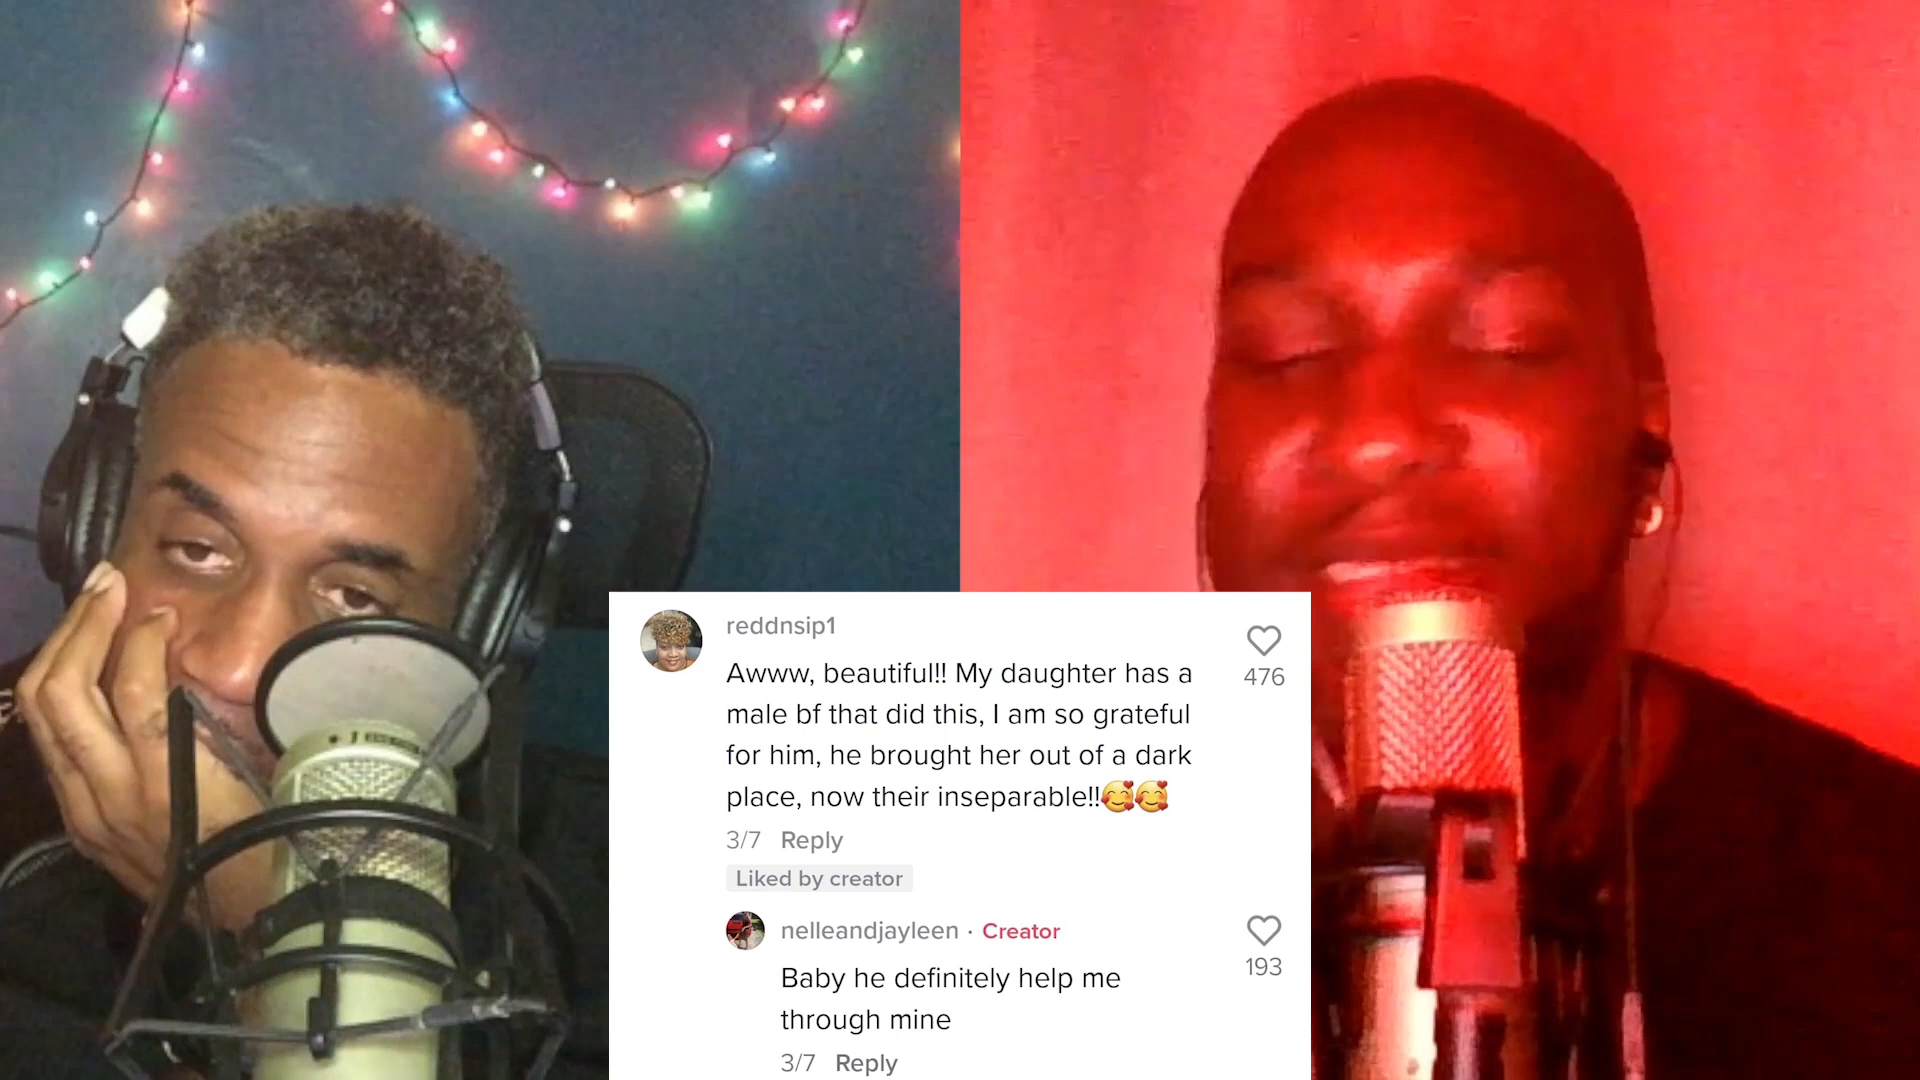 reddnsip1
Awww, beautiful!! My daughter has a
male bf that did this, I am so grateful
for him, he brought her out of a dark
place, now their inseparable!!🥰🥰
476
3/7 Reply
Liked by creator
nelleandjayleen · Creator
Baby he definitely help me
through mine
193
3/7 Reply